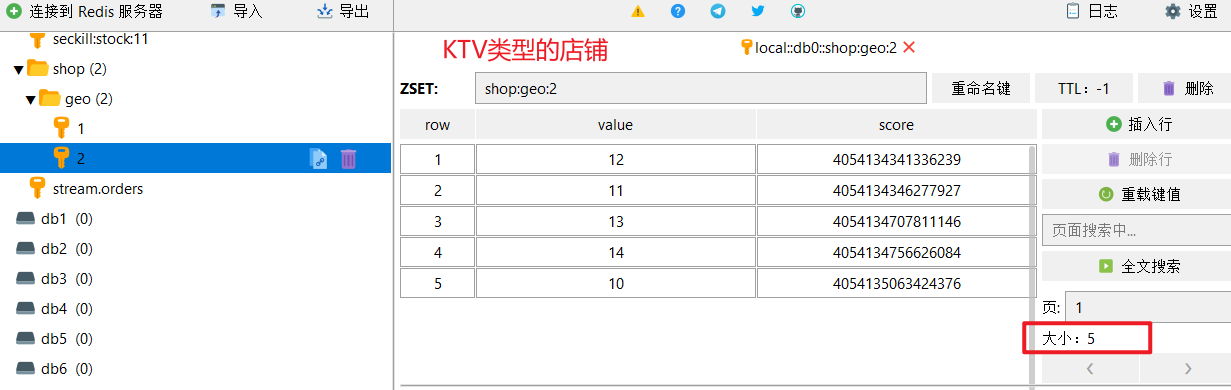 连接到 Redis 服务器 导入 导出 日志 设置
seckill:stock:11
shop (2)
geo (2)
1
2
stream.orders
db1 (0)
db2 (0)
db3 (0)
db4 (0)
db5 (0)
db6 (0)
KTV类型的店铺
local::db0::shop:geo:2
ZSET: shop:geo:2 重命名键 TTL：-1 删除
row value score
1 12 4054134341336239
2 11 4054134346277927
3 13 4054134707811146
4 14 4054134756626084
5 10 4054135063424376
插入行
删除行
重载键值
页面搜索中...
全文搜索
页: 1
大小：5